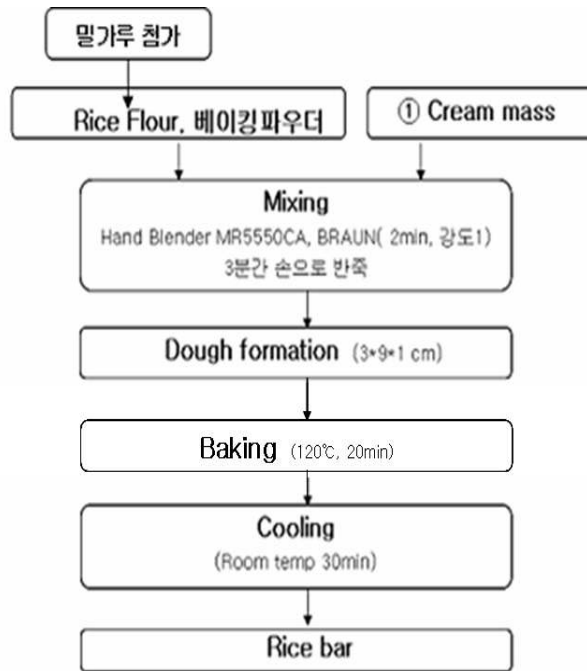 밀가루 첨가
Rice Flour, 베이킹파우더
① Cream mass
Mixing
Hand Blender MR5550CA, BRAUN( 2min, 강도1)
3분간 손으로 반죽
Dough formation (3*9*1 cm)
Baking (120℃, 20min)
Cooling
(Room temp 30min)
Rice bar